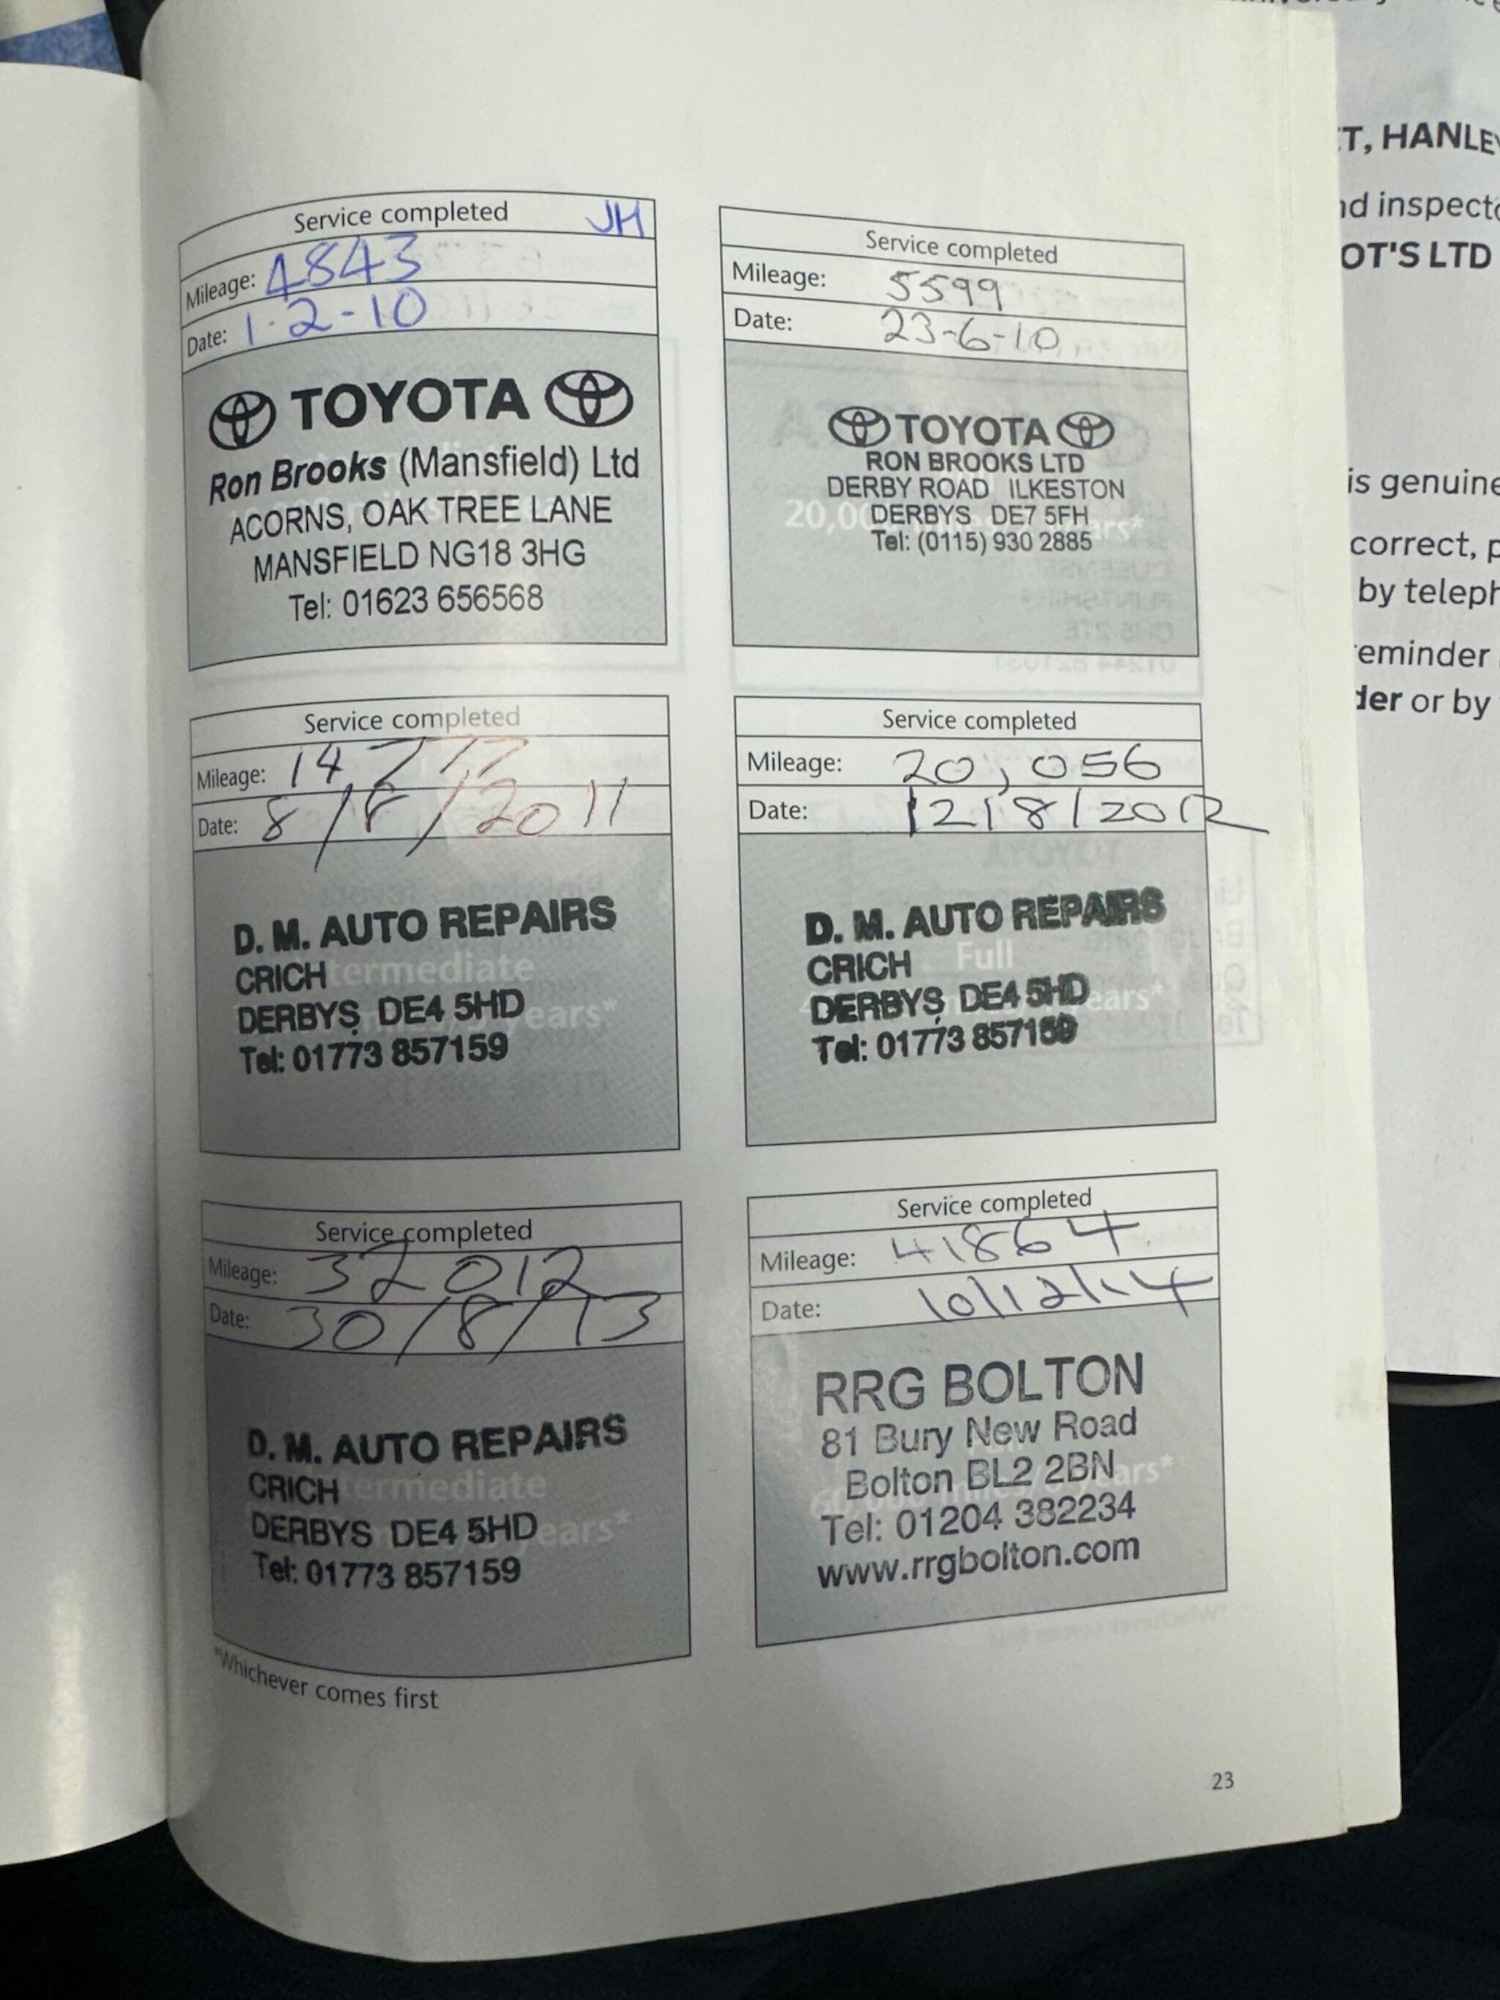 Service completed JH
Mileage: 4843
Date: 1-2-10
TOYOTA
Ron Brooks (Mansfield) Ltd
ACORNS, OAK TREE LANE
MANSFIELD NG18 3HG
Tel: 01623 656568
Service completed
Mileage: 5599
Date: 23-6-10
TOYOTA
RON BROOKS LTD
DERBY ROAD ILKESTON
DERBYS DE7 5FH
Tel: (0115) 930 2885
Service completed
Mileage: 14,717
Date: 8/8/2011
D. M. AUTO REPAIRS
CRICH
DERBYS DE4 5HD
Tel: 01773 857159
Service completed
Mileage: 20,056
Date: 12/8/2012
Full
D. M. AUTO REPAIRS
CRICH
DERBYS DE4 5HD
Tel: 01773 857159
Service completed
Mileage: 32012
Date: 30/8/13
D. M. AUTO REPAIRS
CRICH
DERBYS DE4 5HD
Tel: 01773 857159
Service completed
Mileage: 41864
Date: 10/12/14
RRG BOLTON
81 Bury New Road
Bolton BL2 2BN
Tel: 01204 382234
www.rrgbolton.com
*Whichever comes first
23
T, HANLEY
nd inspecto
OT'S LTD
is genuine
correct, p
by teleph
eminder
der or by